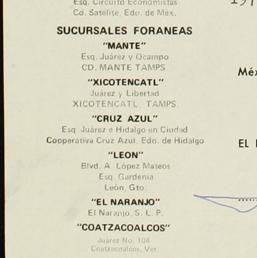 Esq. Circuito Economistas
Cd. Satélite, Edo. de Méx.
SUCURSALES FORANEAS
"MANTE"
Esq. Juárez y Ocampo
CD. MANTE TAMPS.
"XICOTENCATL"
Juárez y Libertad
XICOTENCATL, TAMPS.
"CRUZ AZUL"
Esq. Juárez e Hidalgo en Ciudad
Cooperativa Cruz Azul. Edo. de Hidalgo
"LEON"
Blvd. A. López Mateos
Esq. Gardenia
León, Gto.
"EL NARANJO"
El Naranjo, S. L. P.
"COATZACOALCOS"
Juárez No. 104
Coatzacoalcos, Ver.
Méx
EL